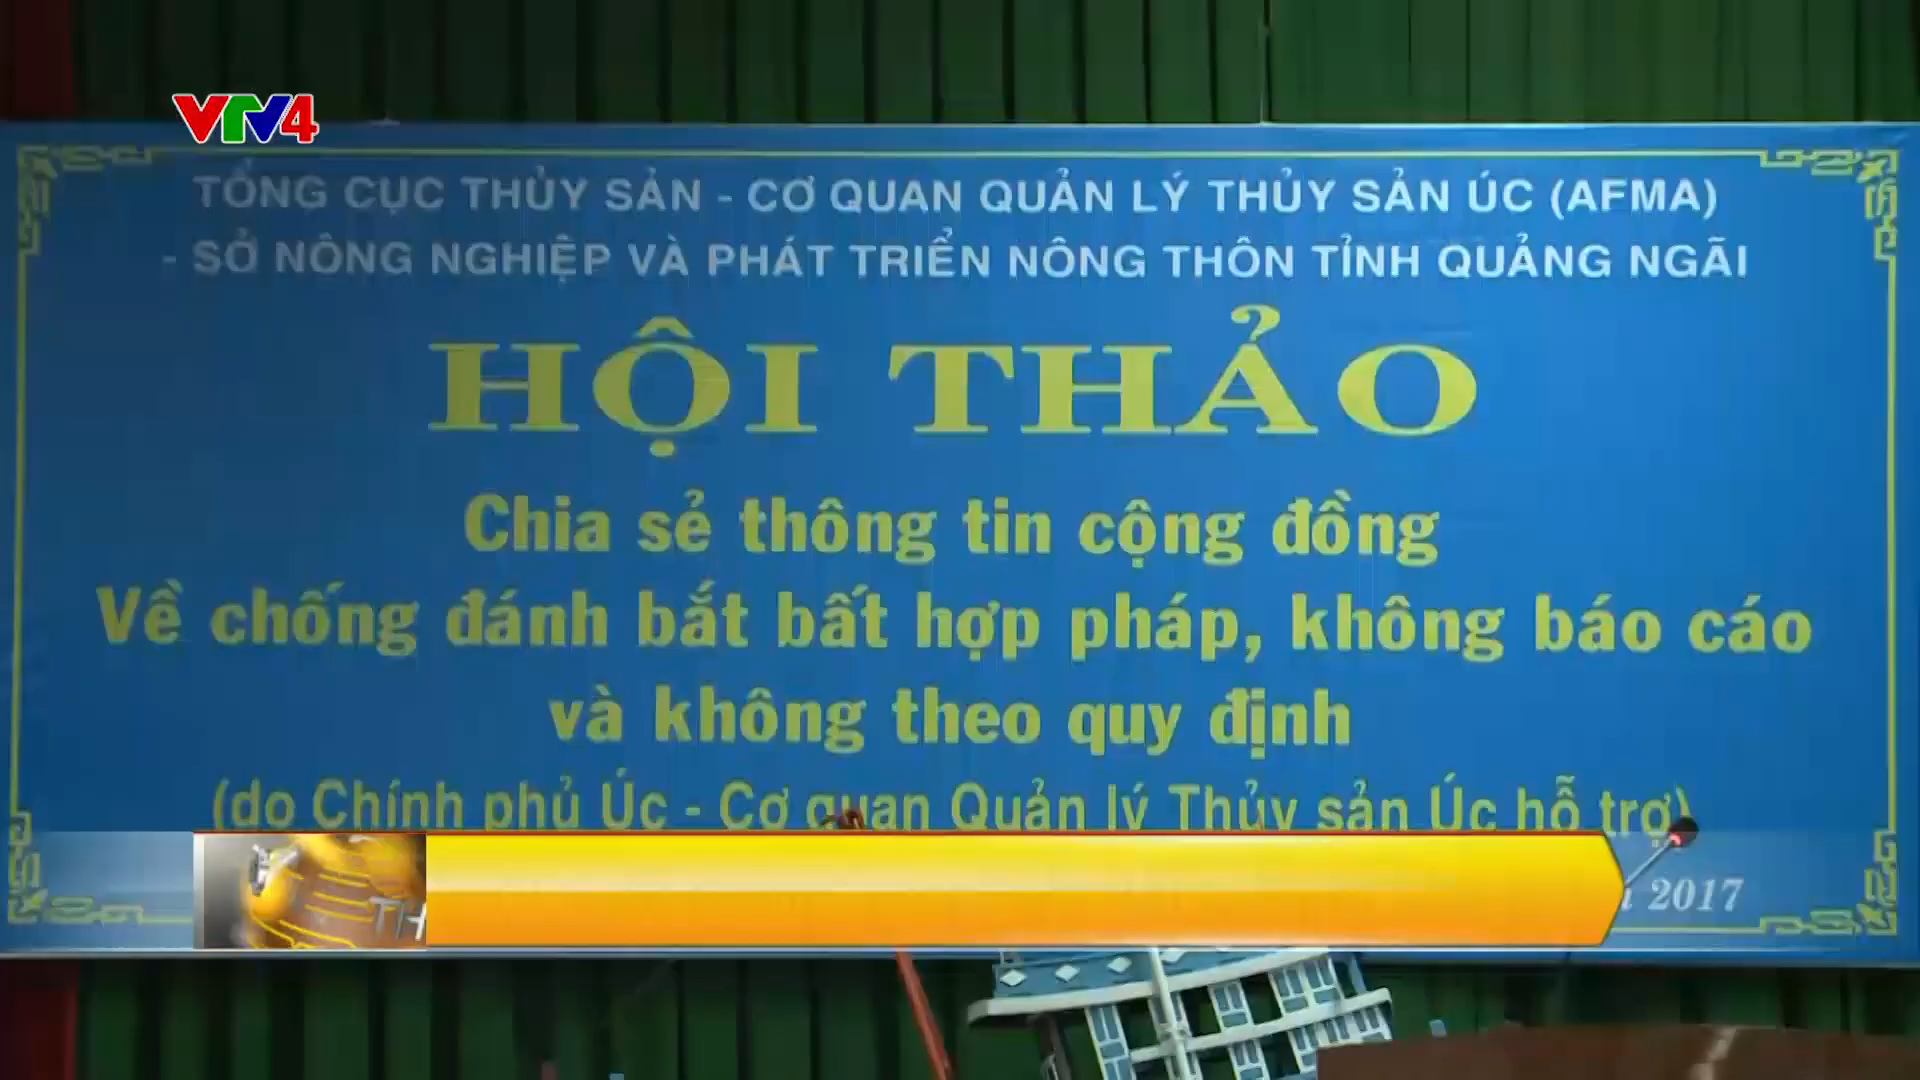 VTV4
TỔNG CỤC THỦY SẢN - CƠ QUAN QUẢN LÝ THỦY SẢN ÚC (AFMA)
- SỞ NÔNG NGHIỆP VÀ PHÁT TRIỂN NÔNG THÔN TỈNH QUẢNG NGÃI
HỘI THẢO
Chia sẻ thông tin cộng đồng
Về chống đánh bắt bất hợp pháp, không báo cáo
và không theo quy định
(do Chính phủ Úc - Cơ quan Quản lý Thủy sản Úc hỗ trợ)
2017